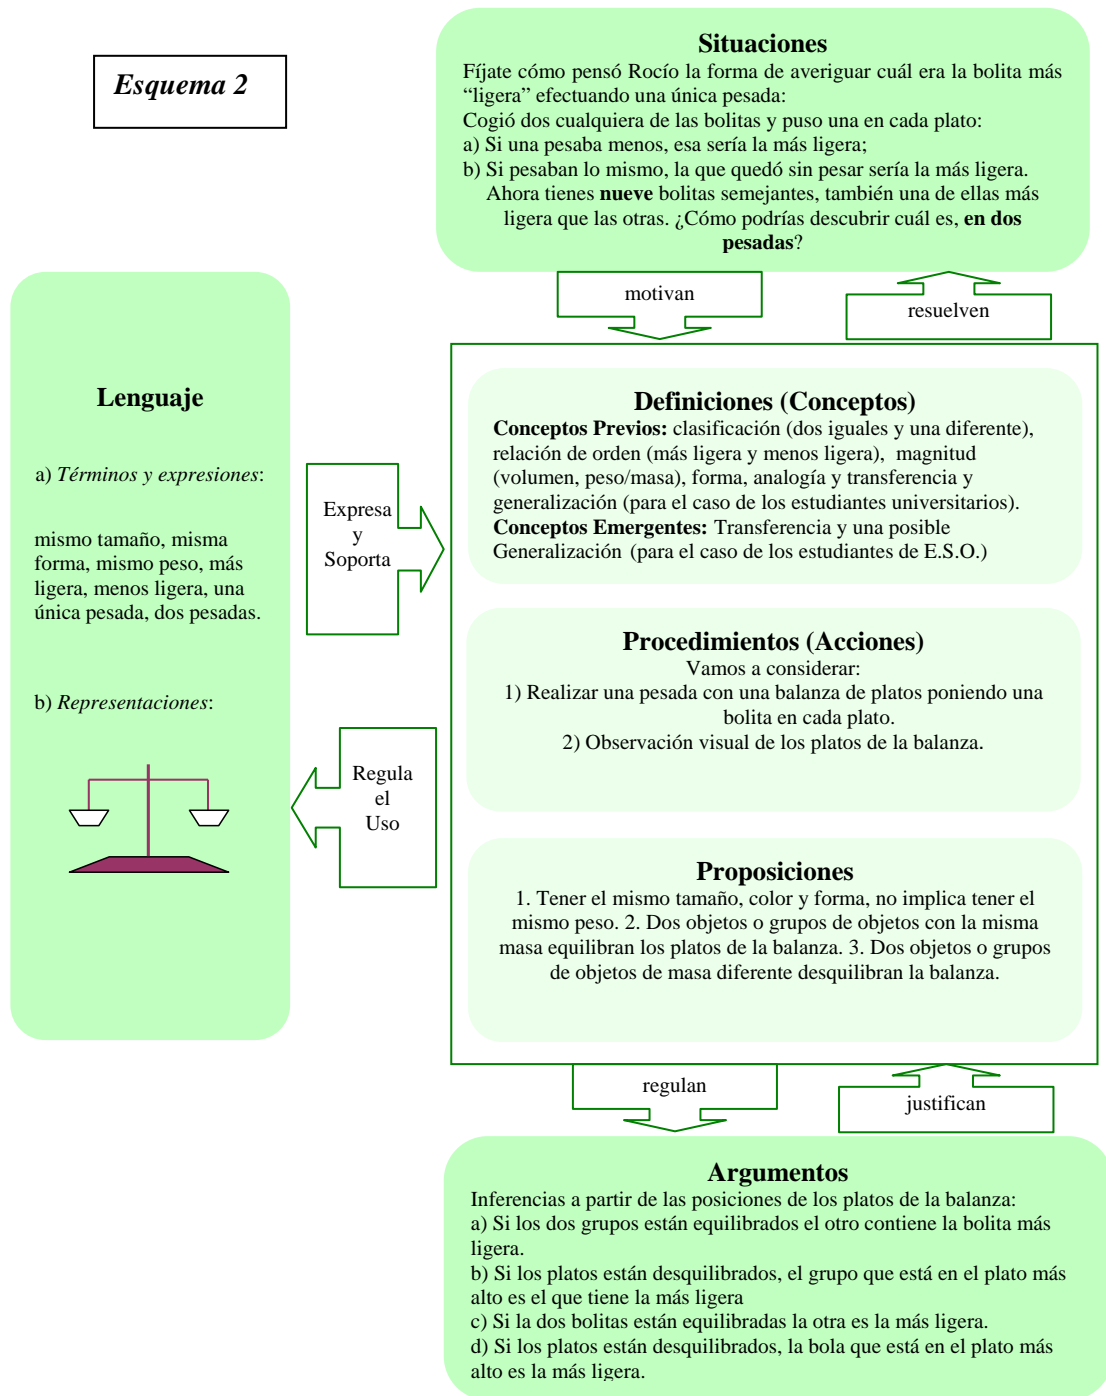 Esquema 2
Situaciones
Fíjate cómo pensó Rocío la forma de averiguar cuál era la bolita más
“ligera” efectuando una única pesada:
Cogió dos cualquiera de las bolitas y puso una en cada plato:
a) Si una pesaba menos, esa sería la más ligera;
b) Si pesaban lo mismo, la que quedó sin pesar sería la más ligera.
Ahora tienes nueve bolitas semejantes, también una de ellas más
ligera que las otras. ¿Cómo podrías descubrir cuál es, en dos
pesadas?
motivan
resuelven
Lenguaje
a) Términos y expresiones:
mismo tamaño, misma
forma, mismo peso, más
ligera, menos ligera, una
única pesada, dos pesadas.
b) Representaciones:
Expresa
y
Soporta
Regula
el
Uso
Definiciones (Conceptos)
Conceptos Previos: clasificación (dos iguales y una diferente),
relación de orden (más ligera y menos ligera), magnitud
(volumen, peso/masa), forma, analogía y transferencia y
generalización (para el caso de los estudiantes universitarios).
Conceptos Emergentes: Transferencia y una posible
Generalización (para el caso de los estudiantes de E.S.O.)
Procedimientos (Acciones)
Vamos a considerar:
1) Realizar una pesada con una balanza de platos poniendo una
bolita en cada plato.
2) Observación visual de los platos de la balanza.
Proposiciones
1. Tener el mismo tamaño, color y forma, no implica tener el
mismo peso. 2. Dos objetos o grupos de objetos con la misma
masa equilibran los platos de la balanza. 3. Dos objetos o grupos
de objetos de masa diferente desquilibran la balanza.
regulan
justifican
Argumentos
Inferencias a partir de las posiciones de los platos de la balanza:
a) Si los dos grupos están equilibrados el otro contiene la bolita más
ligera.
b) Si los platos están desquilibrados, el grupo que está en el plato más
alto es el que tiene la más ligera
c) Si la dos bolitas están equilibradas la otra es la más ligera.
d) Si los platos están desquilibrados, la bola que está en el plato más
alto es la más ligera.